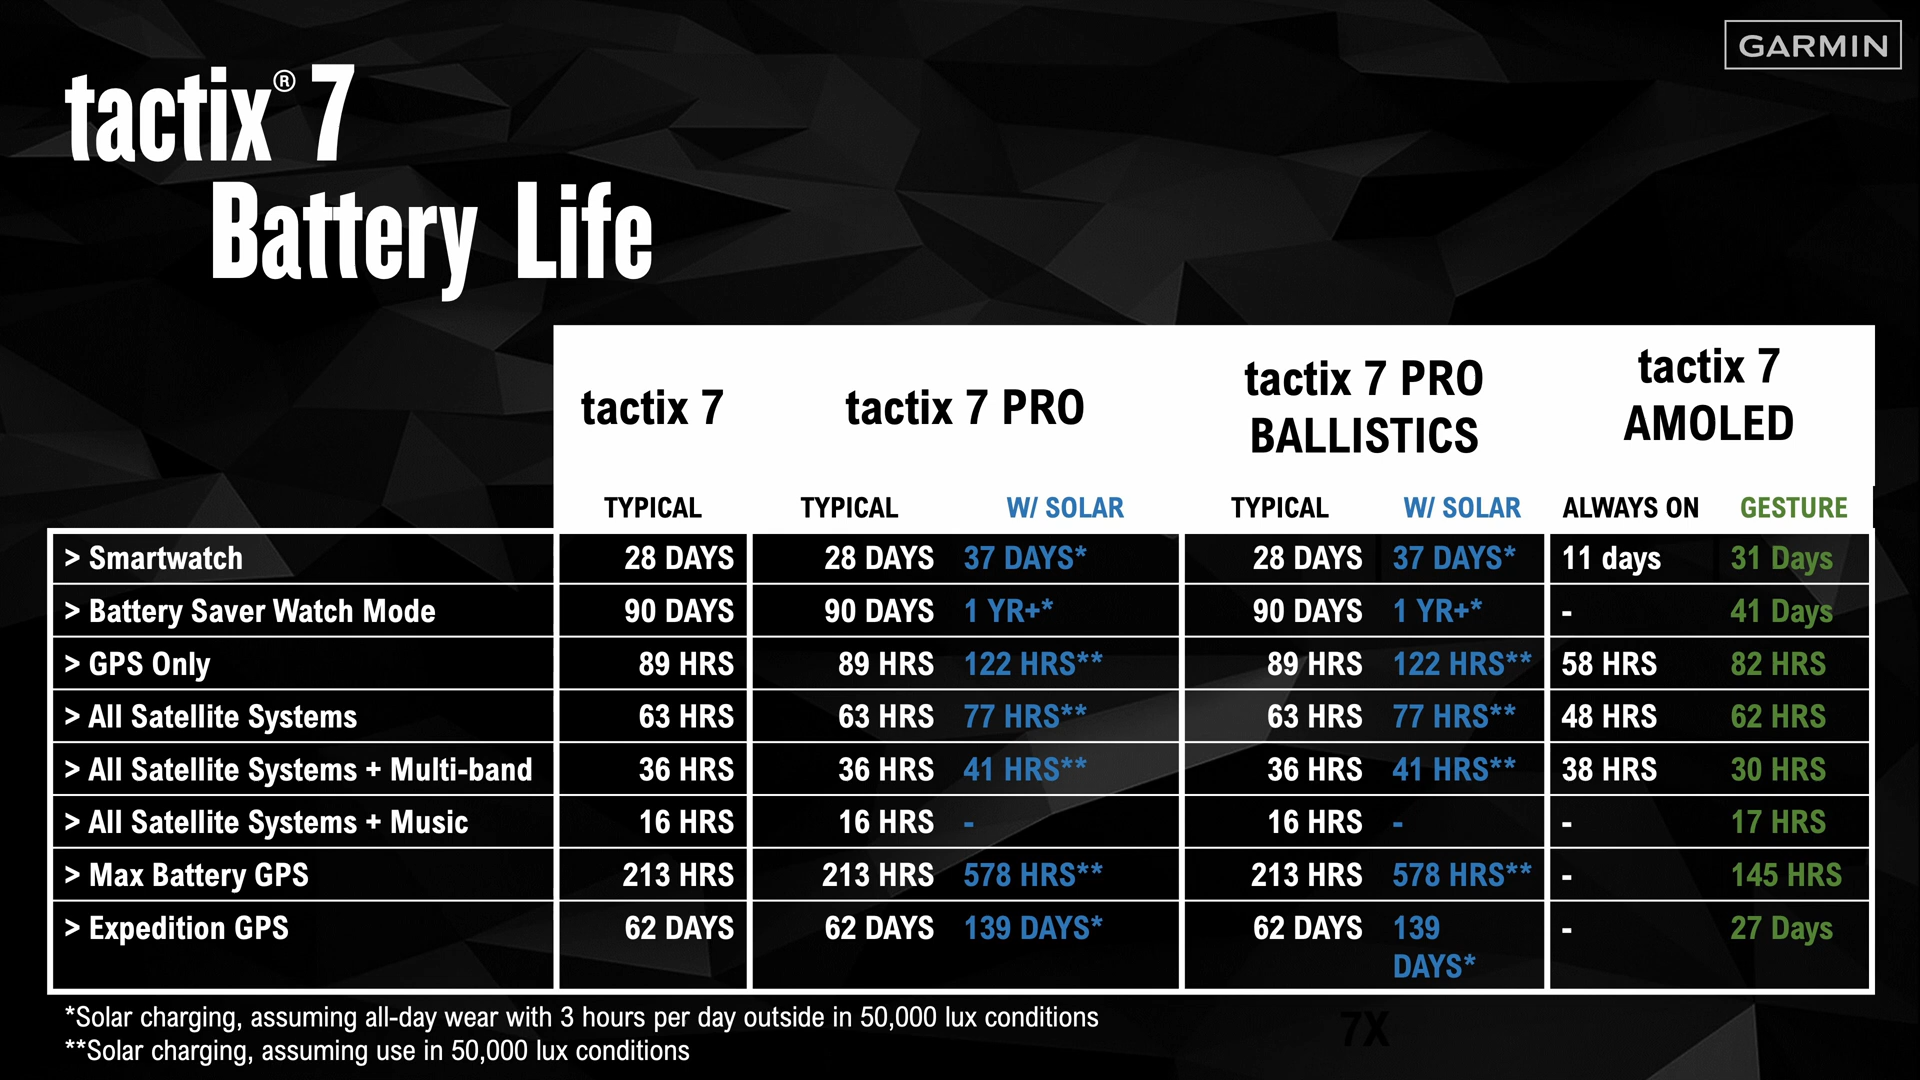 GARMIN
tactix® 7
Battery Life
tactix 7
tactix 7 PRO
tactix 7 PRO
BALLISTICS
tactix 7
AMOLED
TYPICAL TYPICAL W/ SOLAR TYPICAL W/ SOLAR ALWAYS ON GESTURE
> Smartwatch 28 DAYS 28 DAYS 37 DAYS* 28 DAYS 37 DAYS* 11 days 31 Days
> Battery Saver Watch Mode 90 DAYS 90 DAYS 1 YR+* 90 DAYS 1 YR+* - 41 Days
> GPS Only 89 HRS 89 HRS 122 HRS** 89 HRS 122 HRS** 58 HRS 82 HRS
> All Satellite Systems 63 HRS 63 HRS 77 HRS** 63 HRS 77 HRS** 48 HRS 62 HRS
> All Satellite Systems + Multi-band 36 HRS 36 HRS 41 HRS** 36 HRS 41 HRS** 38 HRS 30 HRS
> All Satellite Systems + Music 16 HRS 16 HRS - 16 HRS - - 17 HRS
> Max Battery GPS 213 HRS 213 HRS 578 HRS** 213 HRS 578 HRS** - 145 HRS
> Expedition GPS 62 DAYS 62 DAYS 139 DAYS* 62 DAYS 139 - 27 Days
DAYS*
*Solar charging, assuming all-day wear with 3 hours per day outside in 50,000 lux conditions
7X
**Solar charging, assuming use in 50,000 lux conditions